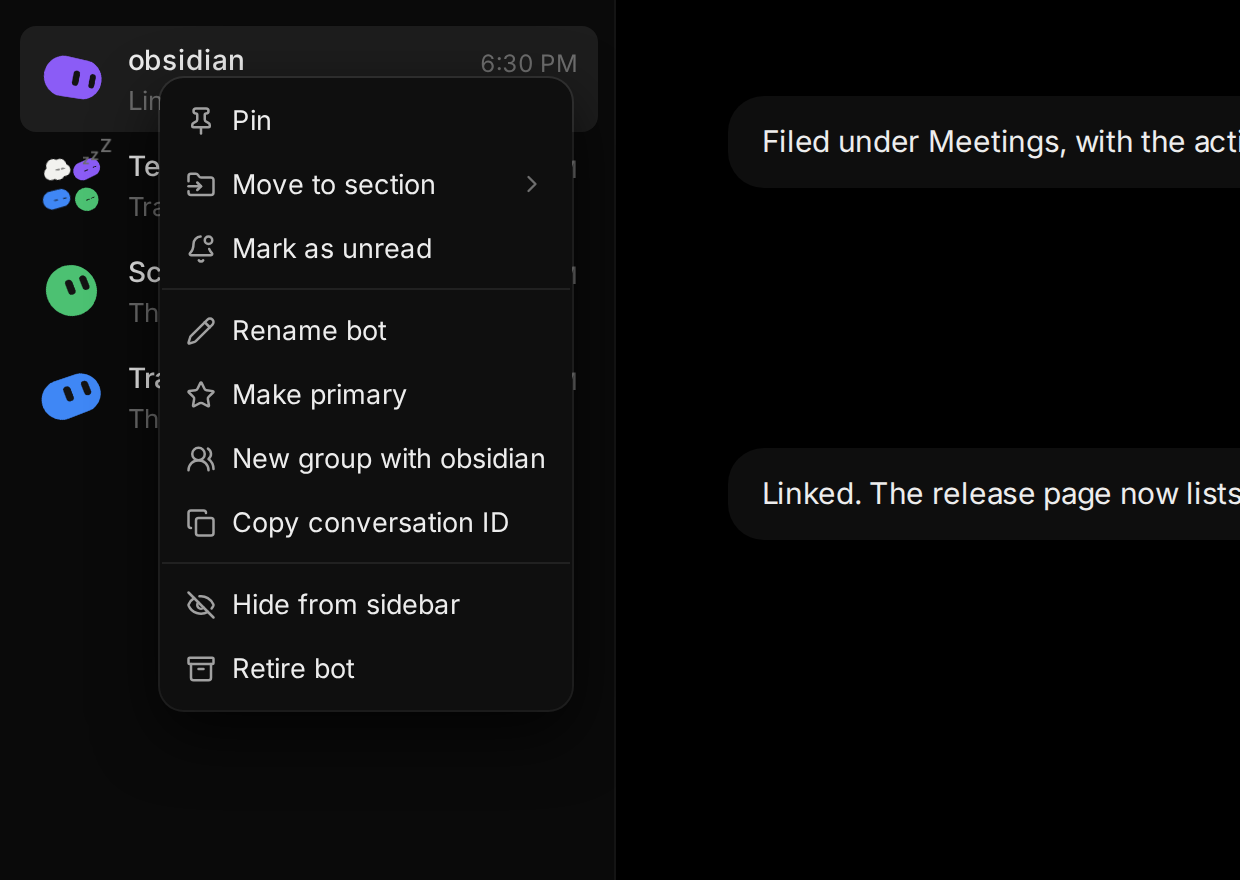 obsidian
6:30 PM
Pin
Move to section
Mark as unread
Rename bot
Make primary
New group with obsidian
Copy conversation ID
Hide from sidebar
Retire bot
Filed under Meetings, with the
Linked. The release page now lists